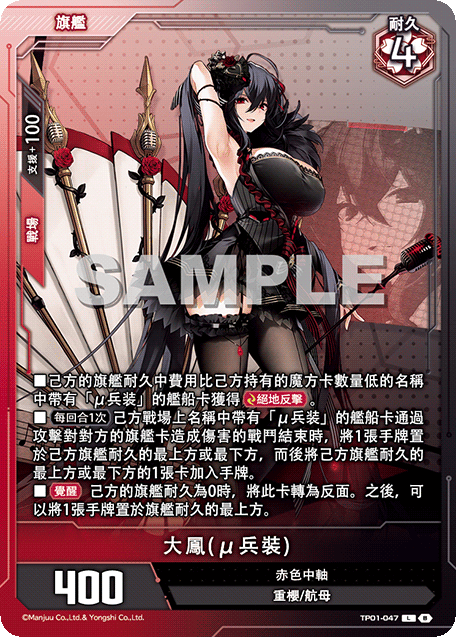 旗艦
耐久
4
支援+100
戰場
SAMPLE
■己方的旗艦耐久中費用比己方持有的魔方卡數量低的名稱
中帶有「μ兵裝」的艦船卡獲得 絕地反擊 。
■ 每回合1次 己方戰場上名稱中帶有「μ兵裝」的艦船卡通過
攻擊對對方的旗艦卡造成傷害的戰鬥結束時，將1張手牌置
於己方旗艦耐久的最上方或最下方，而後將己方旗艦耐久的
最上方或最下方的1張卡加入手牌。
■ 覺醒 己方的旗艦耐久為0時，將此卡轉為反面。之後，可
以將1張手牌置於旗艦耐久的最上方。
大鳳(μ兵裝)
400
赤色中軸
重櫻/航母
©Manjuu Co.,Ltd.& Yongshi Co.,Ltd.
TP01-047 L